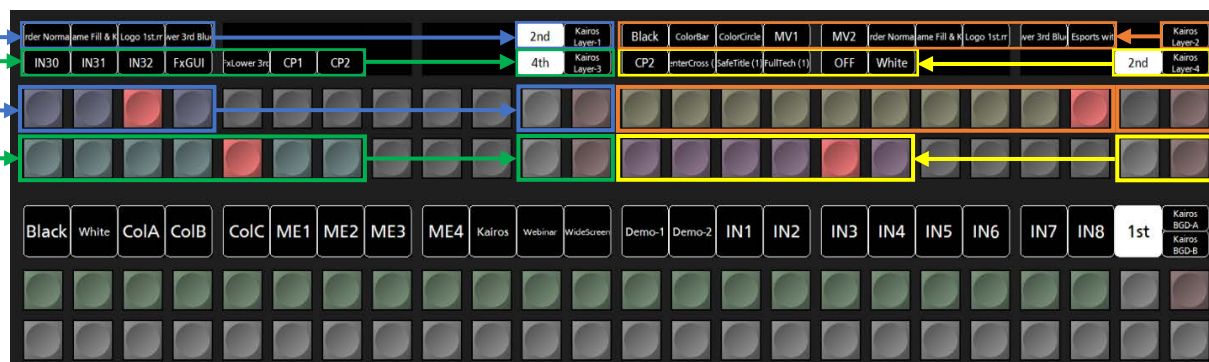 rder Norma ame Fill & K Logo 1st.rr ver 3rd Blu 2nd Kairos Layer-1 Black ColorBar ColorCircle MV1 MV2 rder Norma ame Fill & K Logo 1st.rr ver 3rd Blu Esports wit Kairos Layer-2
IN30 IN31 IN32 FxGUI FxLower 3rd CP1 CP2 4th Kairos Layer-3 CP2 enterCross ( SafeTitle (1) FullTech (1) OFF White 2nd Kairos Layer-4
Black White ColA ColB ColC ME1 ME2 ME3 ME4 Kairos Webinar WideScreen Demo-1 Demo-2 IN1 IN2 IN3 IN4 IN5 IN6 IN7 IN8 1st Kairos BGD-A
Kairos BGD-B